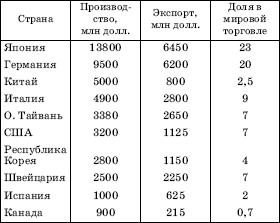 Страна Производ- Экспорт, Доля в
ство, млн долл. мировой
млн долл. торговле
Япония 13800 6450 23
Германия 9500 6200 20
Китай 5000 800 2,5
Италия 4900 2800 9
О. Тайвань 3380 2650 7
США 3200 1125 7
Республика
Корея 2800 1150 4
Швейцария 2500 2250 7
Испания 1000 625 2
Канада 900 215 0,7